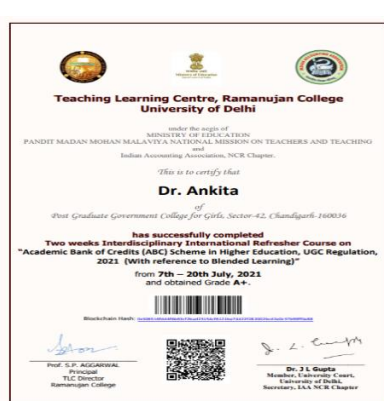 Teaching Learning Centre, Ramanujan College
University of Delhi
under the aegis of
MINISTRY OF EDUCATION
PANDIT MADAN MOHAN MALAVIYA NATIONAL MISSION ON TEACHERS AND TEACHING
and
Indian Accounting Association, NCR Chapter.
This is to certify that
Dr. Ankita
of
Post Graduate Government College for Girls, Sector-42, Chandigarh-160036
has successfully completed
Two weeks Interdisciplinary International Refresher Course on
"Academic Bank of Credits (ABC) Scheme in Higher Education, UGC Regulation,
2021 (With reference to Blended Learning)"
from 7th – 20th July, 2021
and obtained Grade A+.
Blockchain Hash:
Prof. S.P. AGGARWAL
Principal
TLC Director
Ramanujan College
Dr. J L Gupta
Member, University Court,
University of Delhi,
Secretary, IAA NCR Chapter